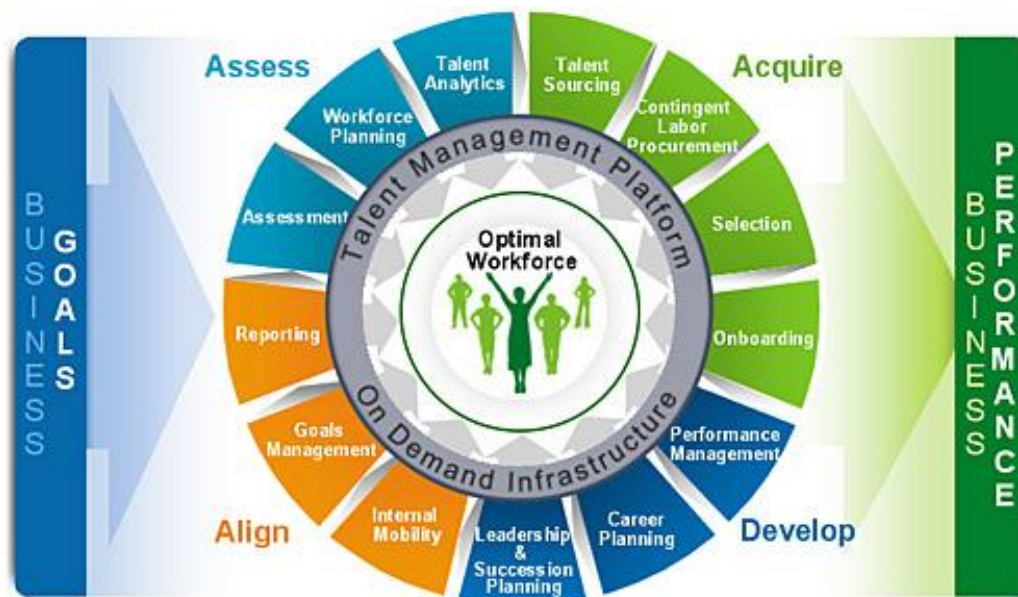 BUSINESS
GOALS
Assess
Talent
Analytics
Workforce
Planning
Assessment
Talent
Sourcing
Contingent
Labor
Procurement
Selection
Onboarding
Acquire
Talent Management Platform
Optimal
Workforce
On Demand Infrastructure
Reporting
Goals
Management
Internal
Mobility
Align
Leadership
&
Succession
Planning
Career
Planning
Performance
Management
Develop
BUSINESS
PERFORMANCE